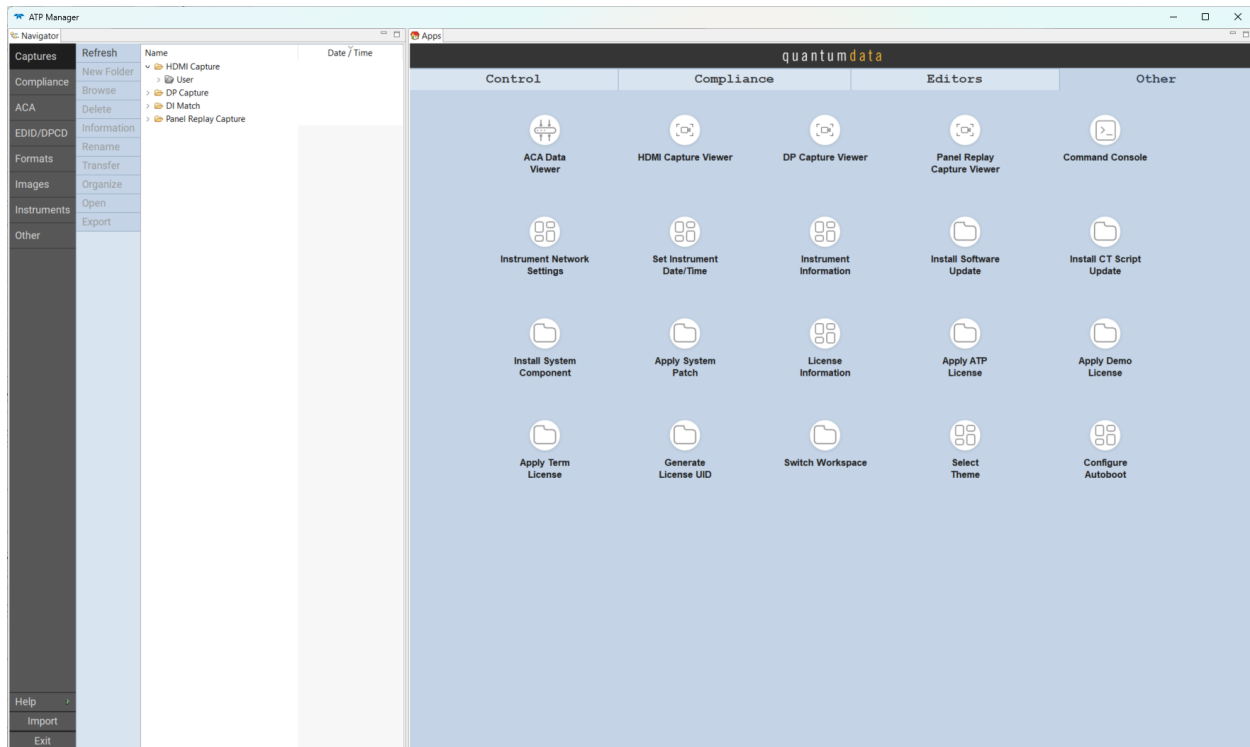 ATP Manager
Navigator
Apps
Captures
Compliance
ACA
EDID/DPCD
Formats
Images
Instruments
Other
Help
Import
Exit
Refresh
New Folder
Browse
Delete
Information
Rename
Transfer
Organize
Open
Export
Name Date / Time
HDMI Capture
User
DP Capture
DI Match
Panel Replay Capture
quantumdata
Control Compliance Editors Other
ACA Data
Viewer
HDMI Capture Viewer
DP Capture Viewer
Panel Replay
Capture Viewer
Command Console
Instrument Network
Settings
Set Instrument
Date/Time
Instrument
Information
Install Software
Update
Install CT Script
Update
Install System
Component
Apply System
Patch
License
Information
Apply ATP
License
Apply Demo
License
Apply Term
License
Generate
License UID
Switch Workspace
Select
Theme
Configure
Autoboot